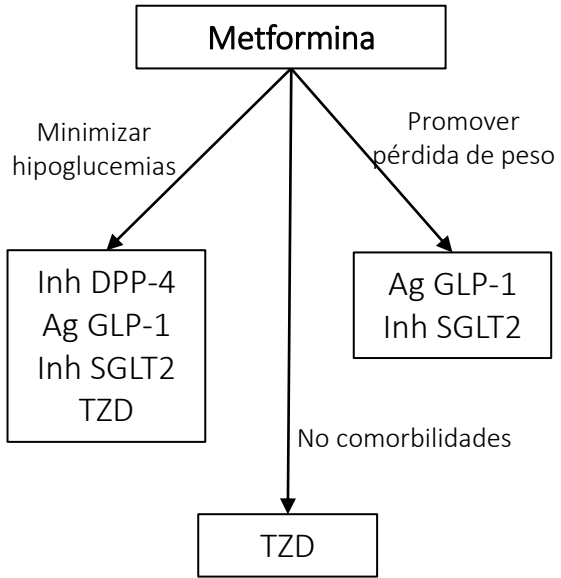 Metformina
Minimizar
hipoglucemias
Promover
pérdida de peso
Inh DPP-4
Ag GLP-1
Inh SGLT2
TZD
Ag GLP-1
Inh SGLT2
No comorbilidades
TZD